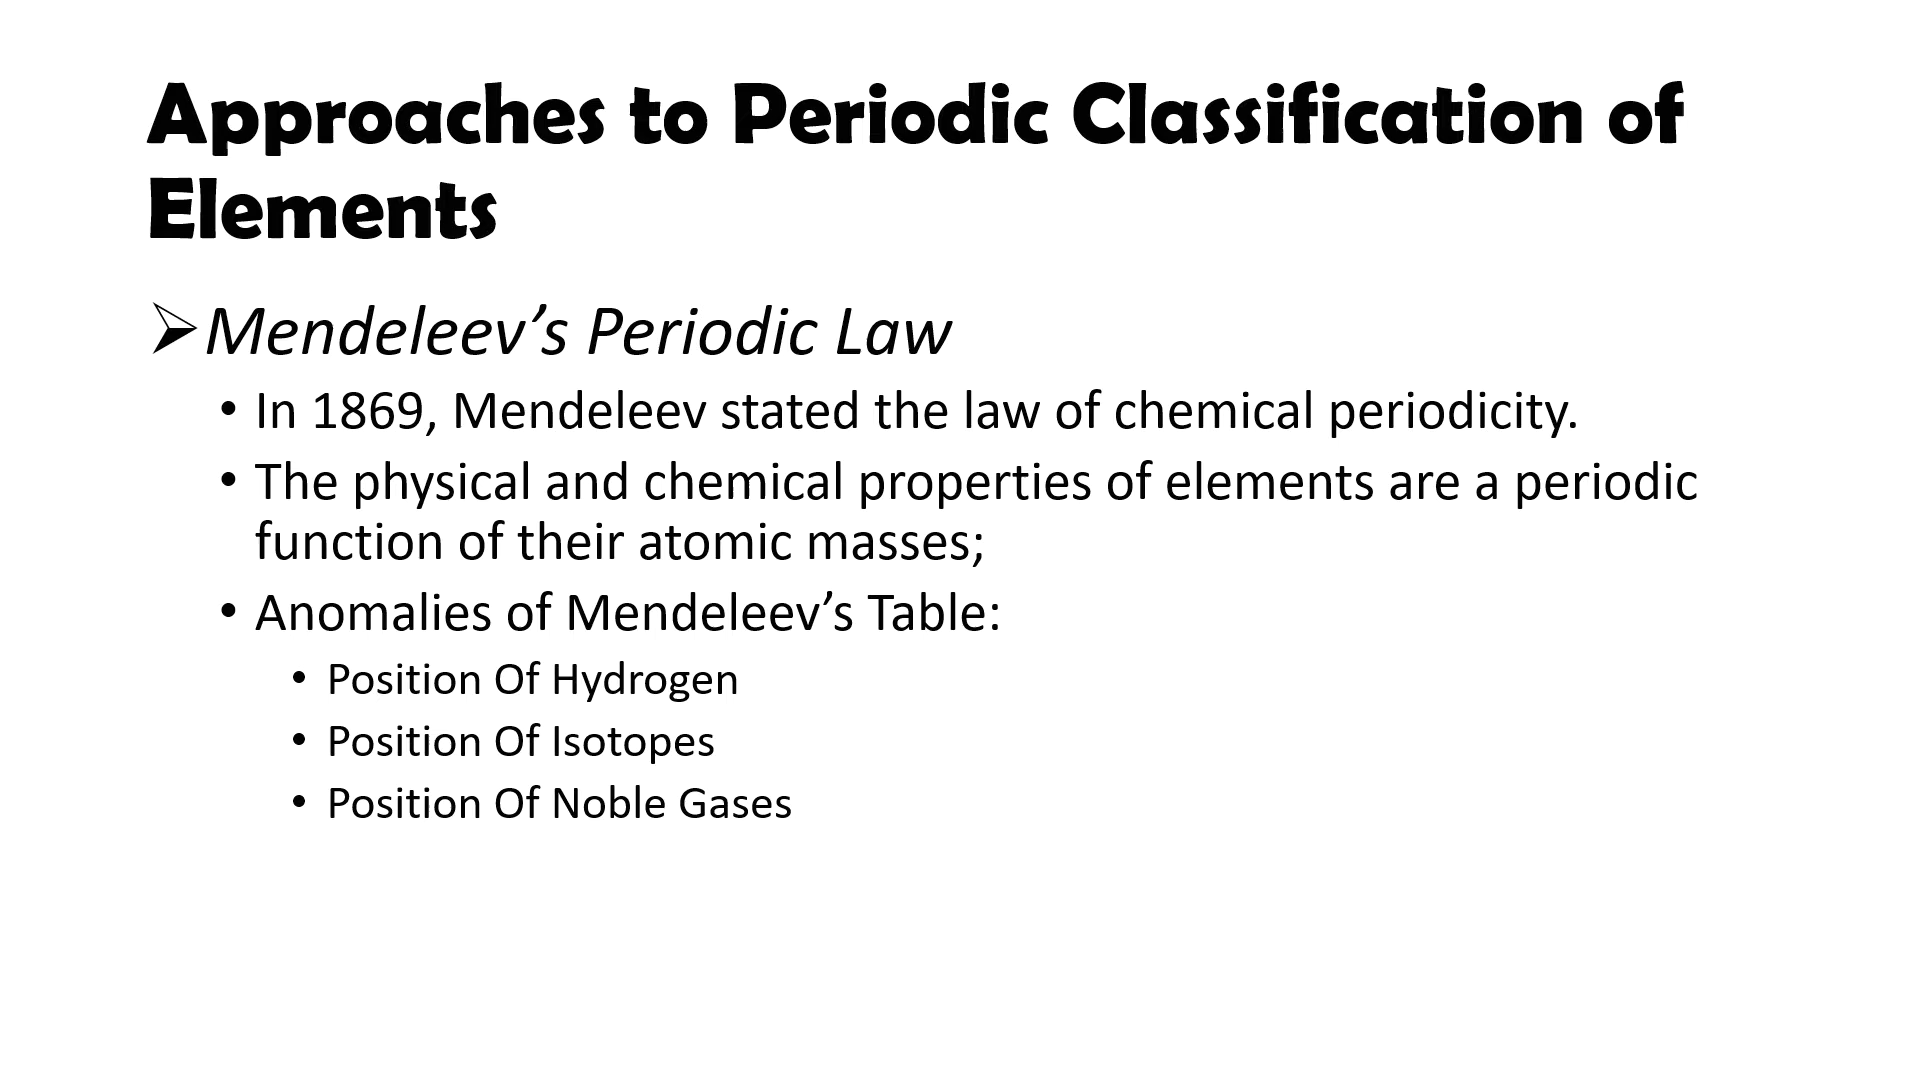 Approaches to Periodic Classification of
Elements
➢Mendeleev’s Periodic Law
• In 1869, Mendeleev stated the law of chemical periodicity.
• The physical and chemical properties of elements are a periodic
function of their atomic masses;
• Anomalies of Mendeleev’s Table:
• Position Of Hydrogen
• Position Of Isotopes
• Position Of Noble Gases